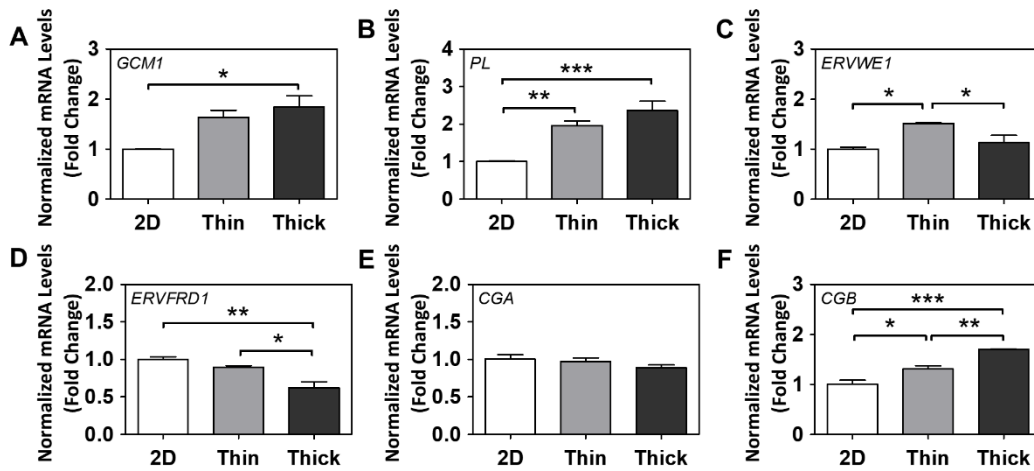 A
Normalized mRNA Levels
(Fold Change)
3
2
1
0
GCM1
*
2D Thin Thick
B
Normalized mRNA Levels
(Fold Change)
4
3
2
1
0
PL
***
**
2D Thin Thick
C
Normalized mRNA Levels
(Fold Change)
3
2
1
0
ERVWE1
* *
2D Thin Thick
D
Normalized mRNA Levels
(Fold Change)
2.0
1.5
1.0
0.5
0.0
ERVFRD1
**
*
2D Thin Thick
E
Normalized mRNA Levels
(Fold Change)
2.0
1.5
1.0
0.5
0.0
CGA
2D Thin Thick
F
Normalized mRNA Levels
(Fold Change)
3
2
1
0
CGB
***
* **
2D Thin Thick